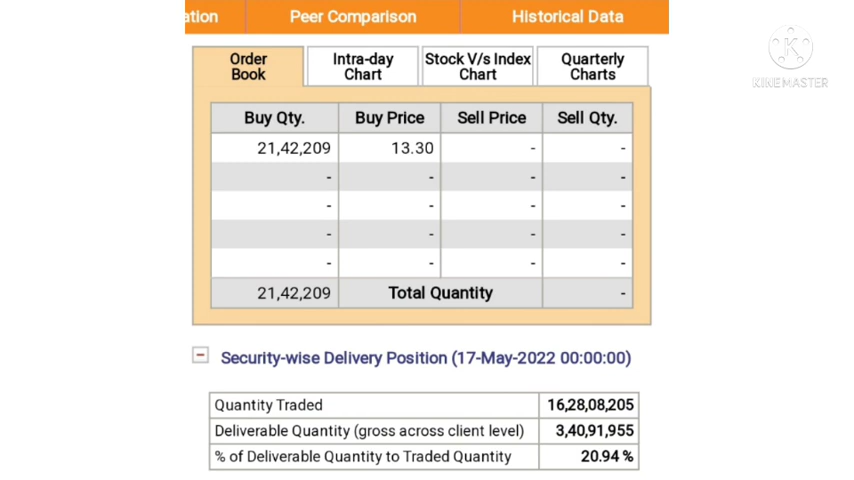 ation Peer Comparison Historical Data
Order Book Intra-day Chart Stock V/s Index Chart Quarterly Charts
KINEMASTER
Buy Qty. Buy Price Sell Price Sell Qty.
21,42,209 13.30 - -
- - - -
- - - -
- - - -
- - - -
21,42,209 Total Quantity -
Security-wise Delivery Position (17-May-2022 00:00:00)
Quantity Traded 16,28,08,205
Deliverable Quantity (gross across client level) 3,40,91,955
% of Deliverable Quantity to Traded Quantity 20.94 %